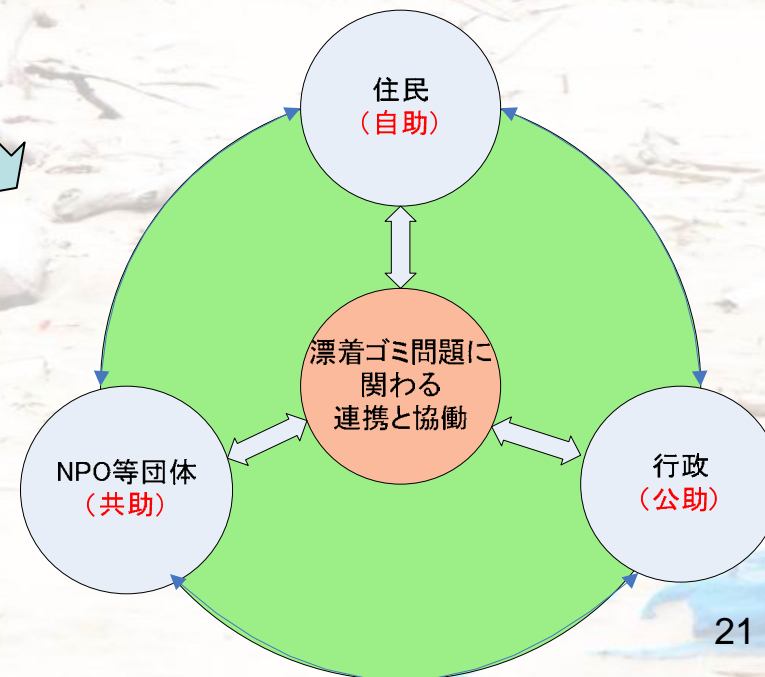 住民
（自助）
漂着ゴミ問題に
関わる
連携と協働
NPO等団体
（共助）
行政
（公助）
21